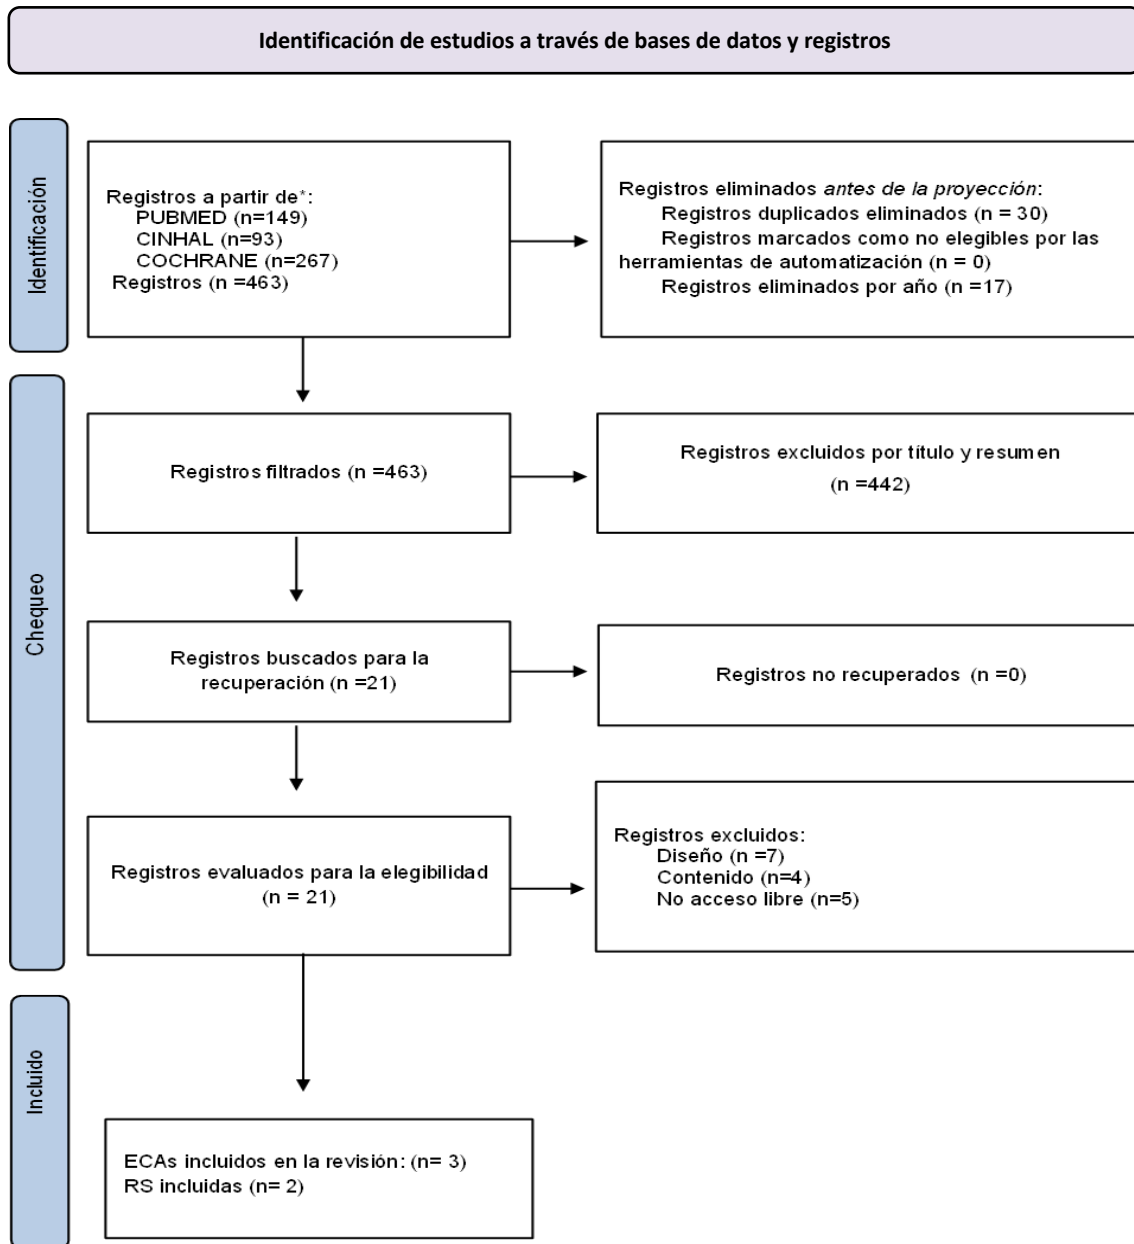 Identificación de estudios a través de bases de datos y registros
Identificación
Registros a partir de*:
PUBMED (n=149)
CINHAL (n=93)
COCHRANE (n=267)
Registros (n =463)
Registros eliminados antes de la proyección:
Registros duplicados eliminados (n = 30)
Registros marcados como no elegibles por las
herramientas de automatización (n = 0)
Registros eliminados por año (n =17)
Chequeo
Registros filtrados (n =463)
Registros excluidos por título y resumen
(n =442)
Registros buscados para la
recuperación (n =21)
Registros no recuperados (n =0)
Registros evaluados para la elegibilidad
(n = 21)
Registros excluidos:
Diseño (n =7)
Contenido (n=4)
No acceso libre (n=5)
Incluido
ECAs incluidos en la revisión: (n= 3)
RS incluidas (n= 2)